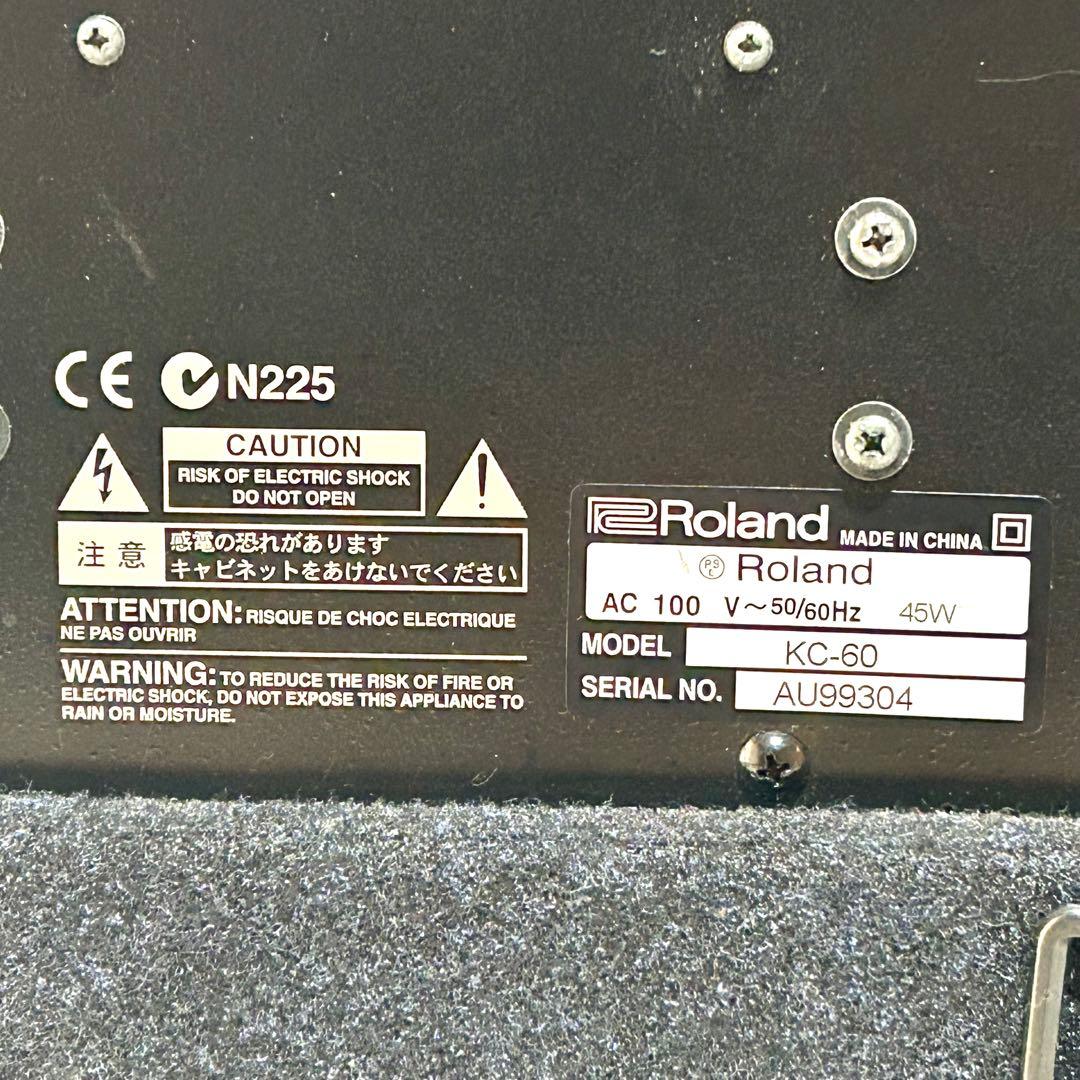 CE N225
CAUTION
RISK OF ELECTRIC SHOCK
DO NOT OPEN
注意
感電の恐れがあります
キャビネットをあけないでください
ATTENTION: RISQUE DE CHOC ELECTRIQUE
NE PAS OUVRIR
WARNING: TO REDUCE THE RISK OF FIRE OR
ELECTRIC SHOCK, DO NOT EXPOSE THIS APPLIANCE TO
RAIN OR MOISTURE.
Roland MADE IN CHINA
PSE Roland
AC 100 V~50/60Hz 45W
MODEL KC-60
SERIAL NO. AU99304